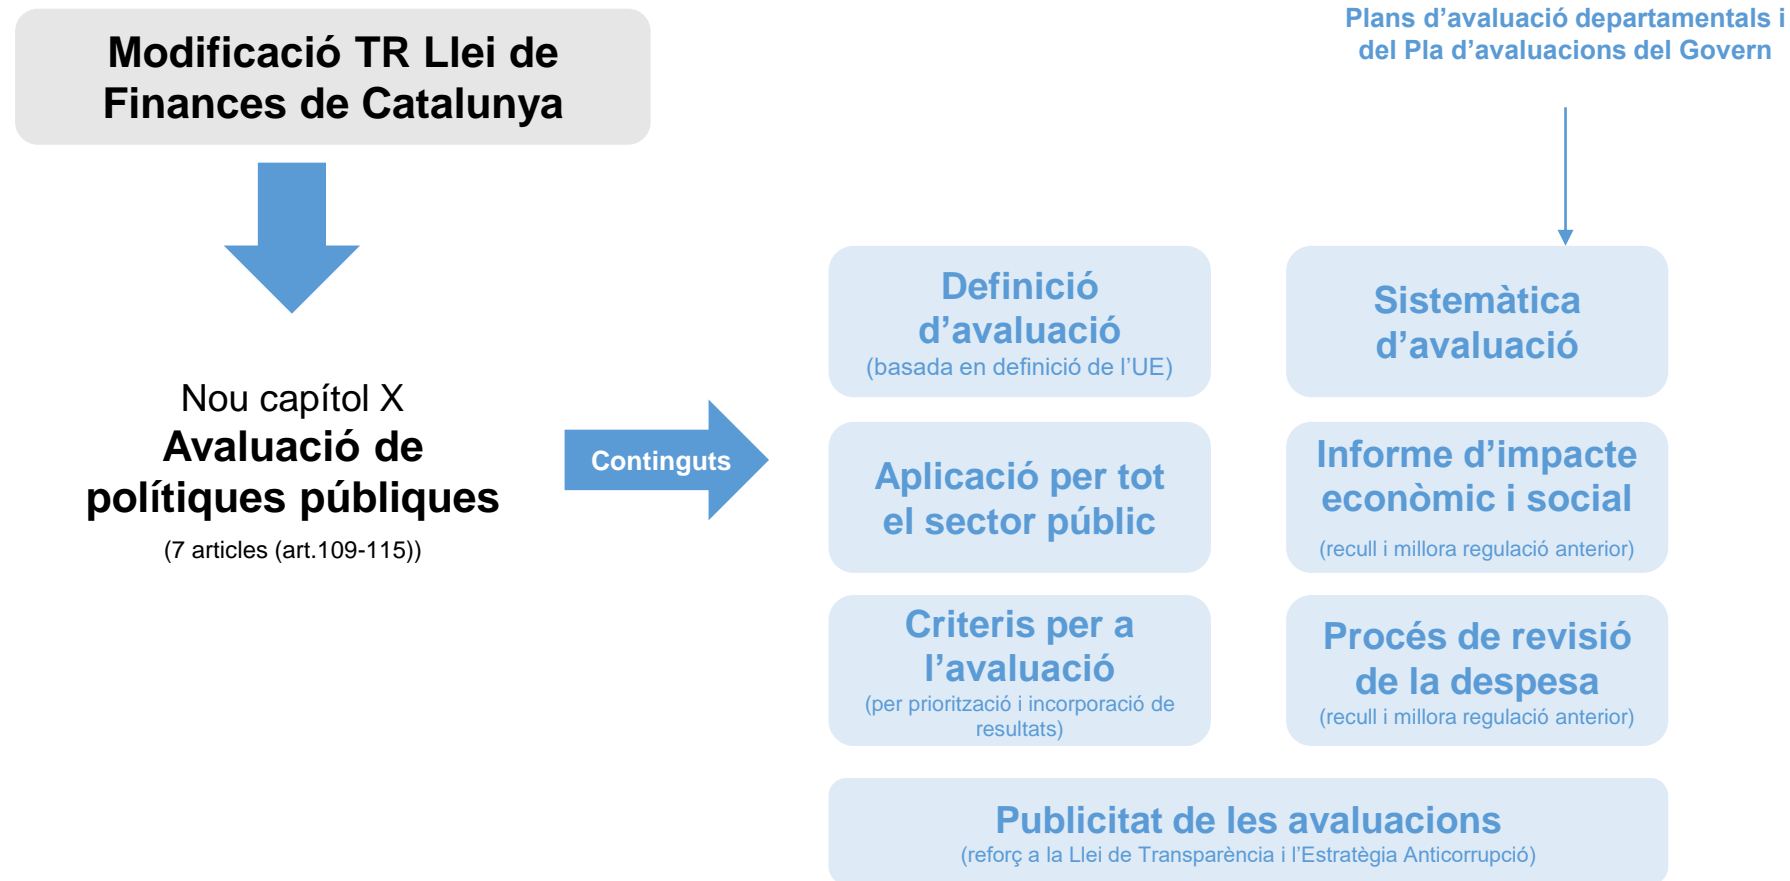 Modificació TR Llei de
Finances de Catalunya
Plans d’avaluació departamentals i
del Pla d’avaluacions del Govern
Nou capítol X
Avaluació de
polítiques públiques
(7 articles (art.109-115))
Continguts
Definició
d’avaluació
(basada en definició de l’UE)
Sistemàtica
d’avaluació
Aplicació per tot
el sector públic
Informe d’impacte
econòmic i social
(recull i millora regulació anterior)
Criteris per a
l’avaluació
(per priorització i incorporació de
resultats)
Procés de revisió
de la despesa
(recull i millora regulació anterior)
Publicitat de les avaluacions
(reforç a la Llei de Transparència i l’Estratègia Anticorrupció)